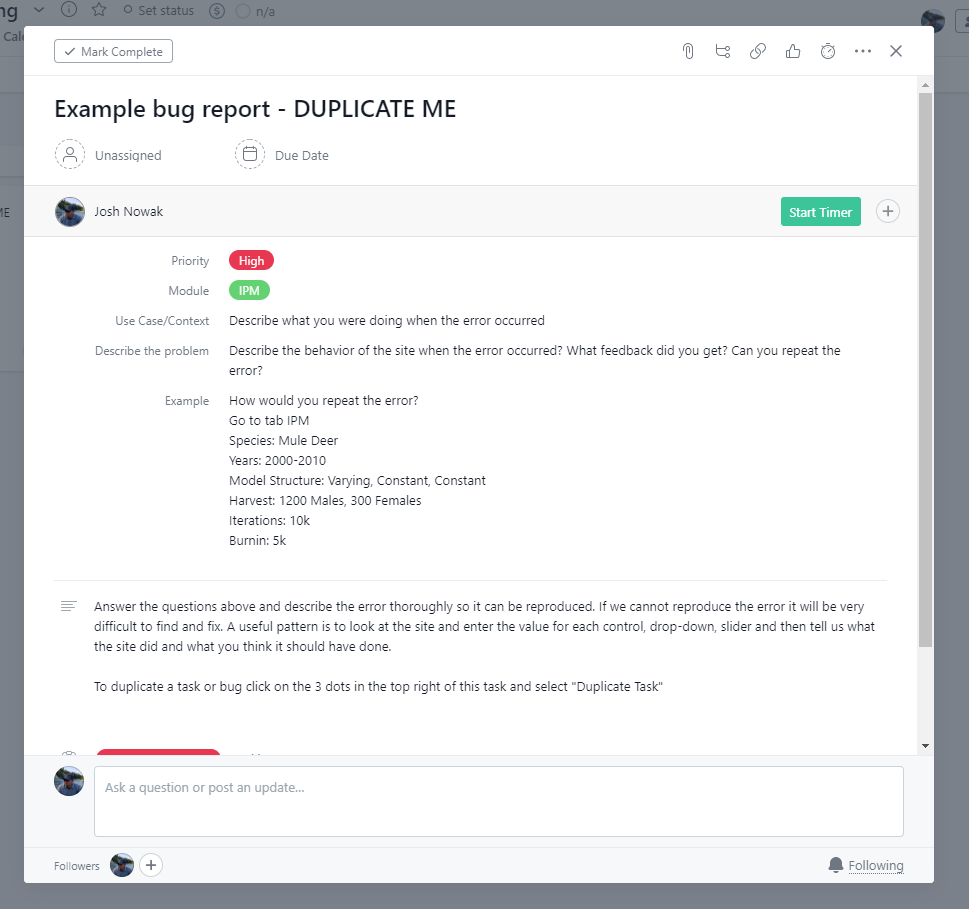 ng
Set status
n/a
Cale
Mark Complete
Example bug report - DUPLICATE ME
Unassigned
Due Date
ME
Josh Nowak
Start Timer
Priority
High
Module
IPM
Use Case/Context
Describe what you were doing when the error occurred
Describe the problem
Describe the behavior of the site when the error occurred? What feedback did you get? Can you repeat the
error?
Example
How would you repeat the error?
Go to tab IPM
Species: Mule Deer
Years: 2000-2010
Model Structure: Varying, Constant, Constant
Harvest: 1200 Males, 300 Females
Iterations: 10k
Burnin: 5k
Answer the questions above and describe the error thoroughly so it can be reproduced. If we cannot reproduce the error it will be very
difficult to find and fix. A useful pattern is to look at the site and enter the value for each control, drop-down, slider and then tell us what
the site did and what you think it should have done.
To duplicate a task or bug click on the 3 dots in the top right of this task and select "Duplicate Task"
Ask a question or post an update...
Followers
Following